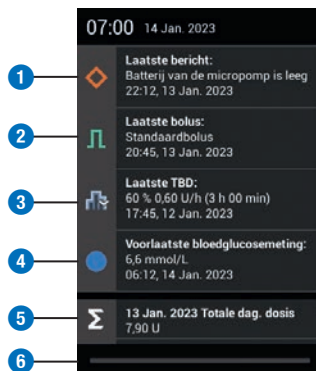 07:00 14 Jan. 2023
1
Laatste bericht:
Batterij van de micropomp is leeg
22:12, 13 Jan. 2023
2
Laatste bolus:
Standaardbolus
20:45, 13 Jan. 2023
3
Laatste TBD:
60 % 0,60 U/h (3 h 00 min)
17:45, 12 Jan. 2023
4
Voorlaatste bloedglucosemeting:
6,6 mmol/L
06:12, 14 Jan. 2023
5
Σ
13 Jan. 2023 Totale dag. dosis
7,90 U
6